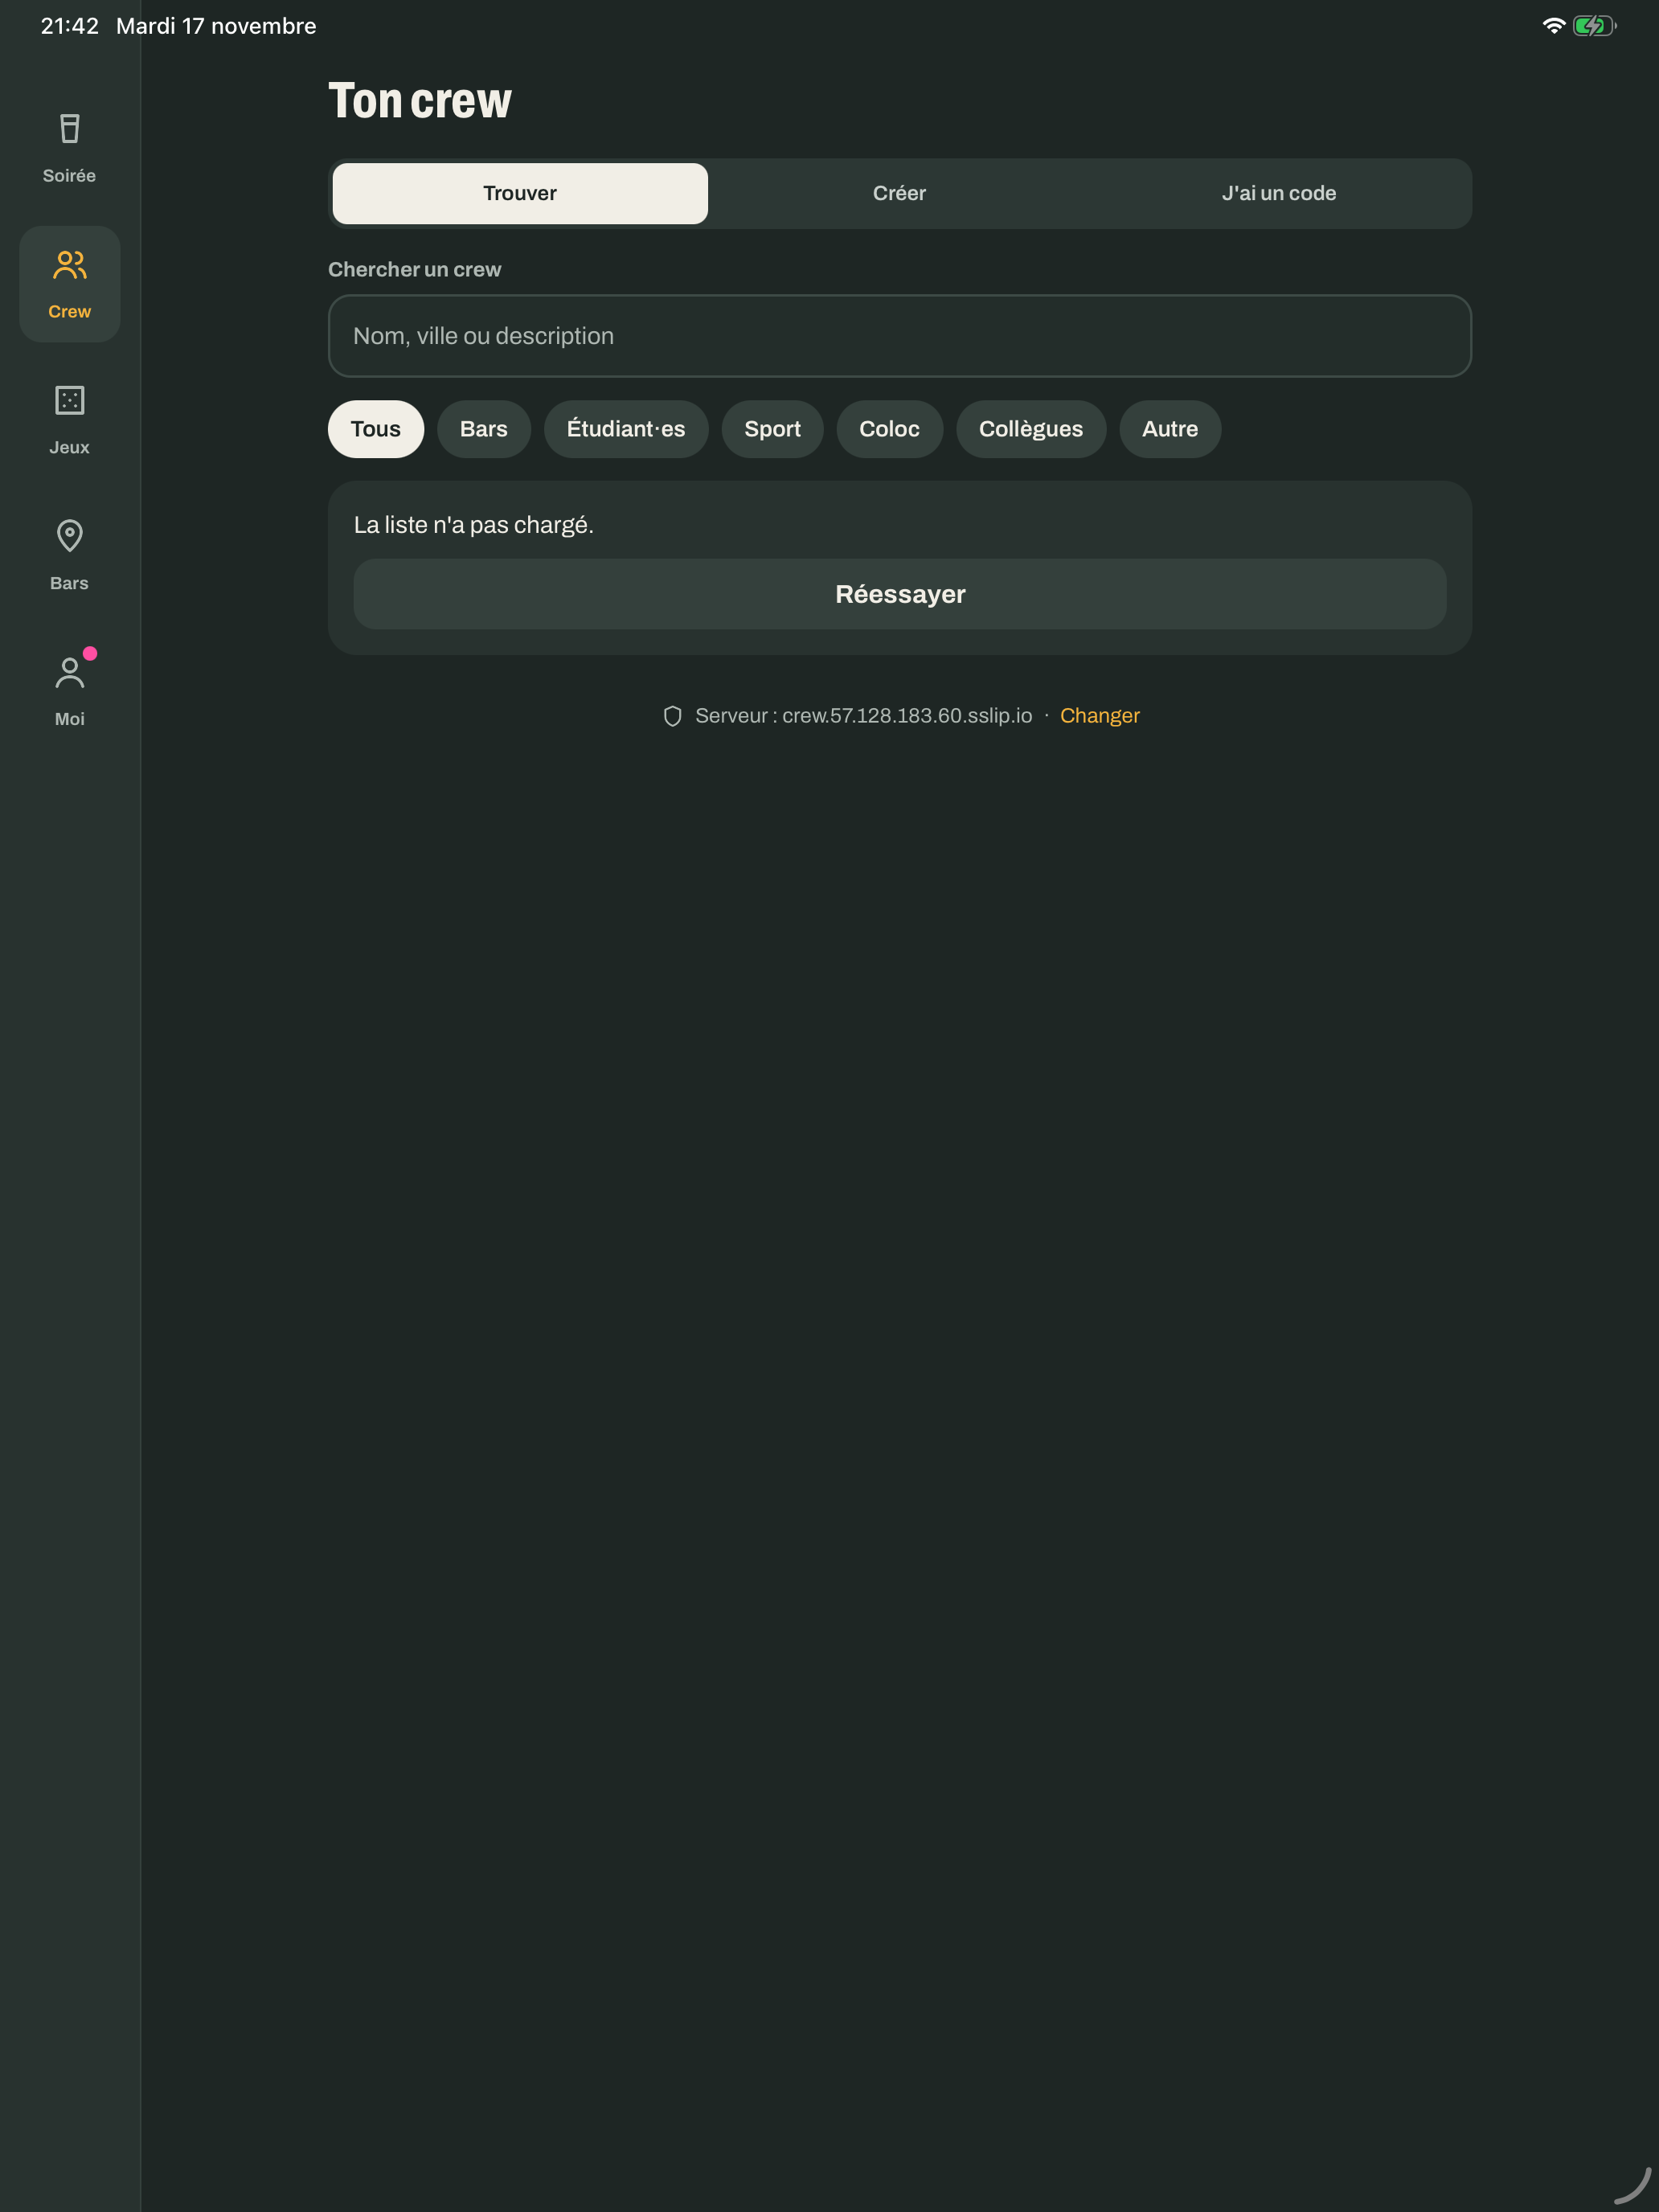 21:42 Mardi 17 novembre
Ton crew
Soirée
Crew
Jeux
Bars
Moi
Trouver
Créer
J'ai un code
Chercher un crew
Nom, ville ou description
Tous
Bars
Étudiant·es
Sport
Coloc
Collègues
Autre
La liste n'a pas chargé.
Réessayer
Serveur : crew.57.128.183.60.sslip.io · Changer